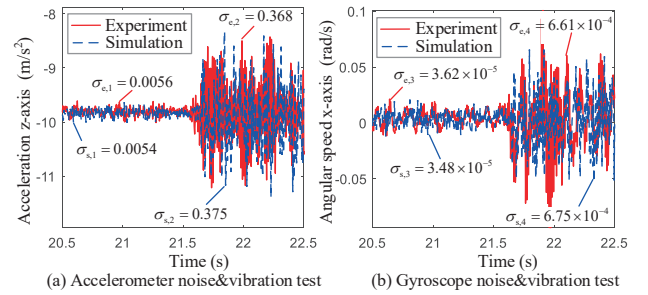 -8
-9
-10
-11
Acceleration z-axis (m/s²)
Experiment
Simulation
σe,2 = 0.368
σe,1 = 0.0056
σs,1 = 0.0054
σs,2 = 0.375
20.5 21 21.5 22 22.5
Time (s)
(a) Accelerometer noise&vibration test
0.1
0.05
0
-0.05
Angular speed x-axis (rad/s)
Experiment
Simulation
σe,4 = 6.61×10⁻⁴
σe,3 = 3.62×10⁻⁵
σs,3 = 3.48×10⁻⁵
σs,4 = 6.75×10⁻⁴
20.5 21 21.5 22 22.5
Time (s)
(b) Gyroscope noise&vibration test